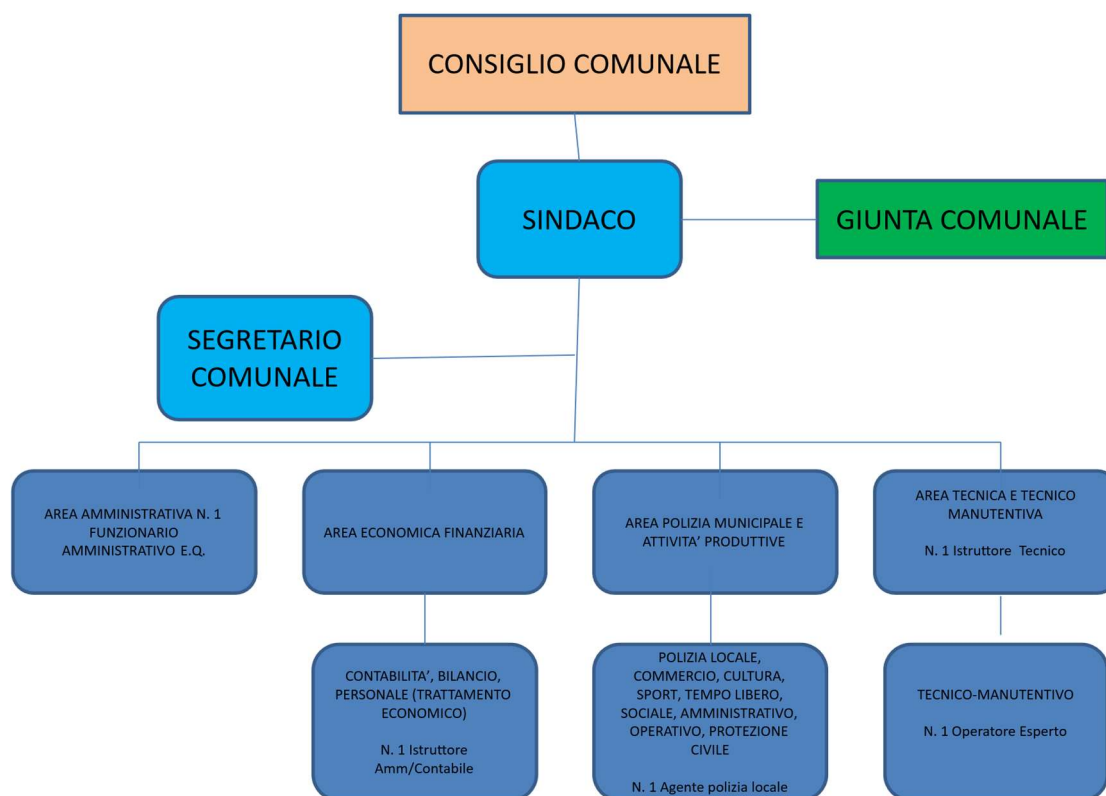 CONSIGLIO COMUNALE
SINDACO
GIUNTA COMUNALE
SEGRETARIO
COMUNALE
AREA AMMINISTRATIVA N. 1
FUNZIONARIO
AMMINISTRATIVO E.Q.
AREA ECONOMICA FINANZIARIA
AREA POLIZIA MUNICIPALE E
ATTIVITA’ PRODUTTIVE
AREA TECNICA E TECNICO
MANUTENTIVA
N. 1 Istruttore Tecnico
CONTABILITA’, BILANCIO,
PERSONALE (TRATTAMENTO
ECONOMICO)
N. 1 Istruttore
Amm/Contabile
POLIZIA LOCALE,
COMMERCIO, CULTURA,
SPORT, TEMPO LIBERO,
SOCIALE, AMMINISTRATIVO,
OPERATIVO, PROTEZIONE
CIVILE
N. 1 Agente polizia locale
TECNICO-MANUTENTIVO
N. 1 Operatore Esperto